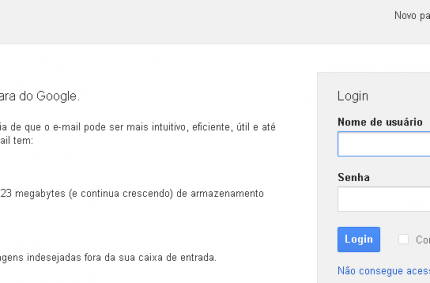 Novo pa
ara do Google.
ia de que o e-mail pode ser mais intuitivo, eficiente, útil e até
ail tem:
23 megabytes (e continua crescendo) de armazenamento
gens indesejadas fora da sua caixa de entrada.
Login
Nome de usuário
Senha
Login
Co
Não consegue aces